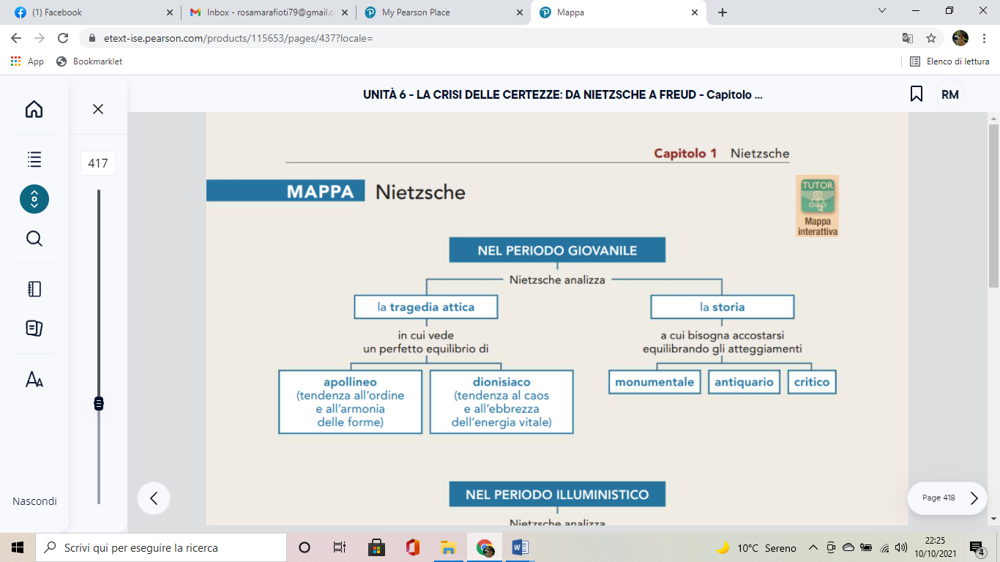 (1) Facebook
Inbox - rosamarafioti79@gmail.c
My Pearson Place
Mappa
etext-ise.pearson.com/products/115653/pages/437?locale=
App
Bookmarklet
Elenco di lettura
UNITÀ 6 - LA CRISI DELLE CERTEZZE: DA NIETZSCHE A FREUD - Capitolo ...
RM
417
Capitolo 1 Nietzsche
MAPPA Nietzsche
TUTOR
Mappa
interattiva
NEL PERIODO GIOVANILE
Nietzsche analizza
la tragedia attica
in cui vede
un perfetto equilibrio di
apollineo
(tendenza all'ordine
e all'armonia
delle forme)
dionisiaco
(tendenza al caos
e all'ebbrezza
dell'energia vitale)
la storia
a cui bisogna accostarsi
equilibrando gli atteggiamenti
monumentale
antiquario
critico
NEL PERIODO ILLUMINISTICO
Nietzsche analizza
Nascondi
Page 418
Scrivi qui per eseguire la ricerca
10°C Sereno
22:25
10/10/2021
4